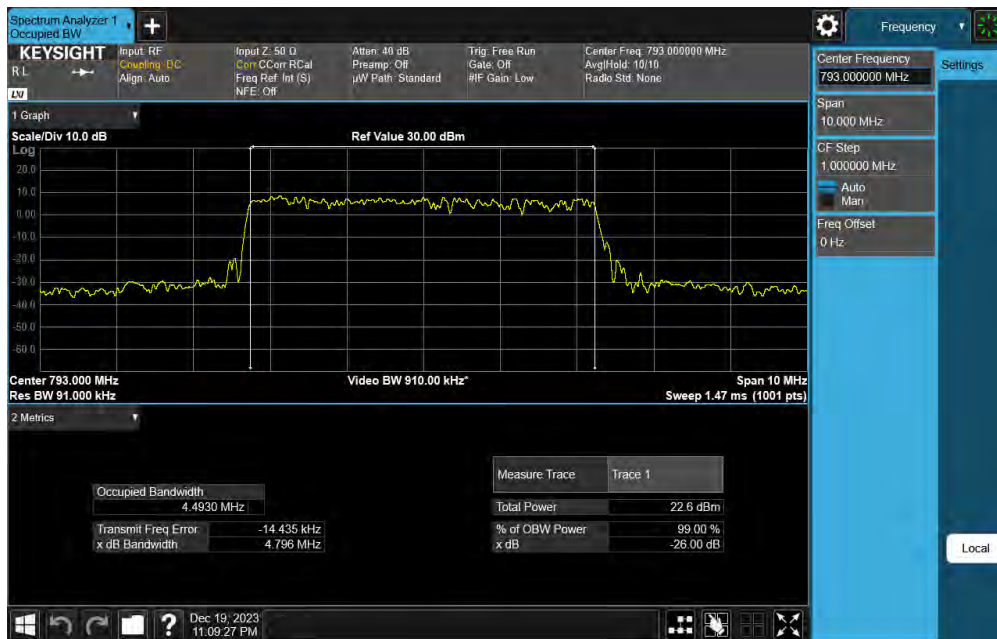 Spectrum Analyzer 1
Occupied BW
Frequency
KEYSIGHT
RL
LXI
Input: RF
Coupling: DC
Align: Auto
Input Z: 50 Ω
Corr CCorr RCal
Freq Ref: Int (S)
NFE: Off
Atten: 40 dB
Preamp: Off
µW Path: Standard
Trig: Free Run
Gate: Off
#IF Gain: Low
Center Freq: 793.000000 MHz
Avg|Hold: 10/10
Radio Std: None
Center Frequency
793.000000 MHz
Settings
Span
10.000 MHz
CF Step
1.000000 MHz
Auto
Man
Freq Offset
0 Hz
1 Graph
Scale/Div 10.0 dB
Ref Value 30.00 dBm
Log
20.0
10.0
0.00
-10.0
-20.0
-30.0
-40.0
-50.0
-60.0
Center 793.000 MHz
Video BW 910.00 kHz*
Span 10 MHz
Res BW 91.000 kHz
Sweep 1.47 ms (1001 pts)
2 Metrics
Measure Trace
Trace 1
Occupied Bandwidth
4.4930 MHz
Total Power
22.6 dBm
Transmit Freq Error
-14.435 kHz
% of OBW Power
99.00 %
x dB Bandwidth
4.796 MHz
x dB
-26.00 dB
Local
Dec 19, 2023
11:09:27 PM